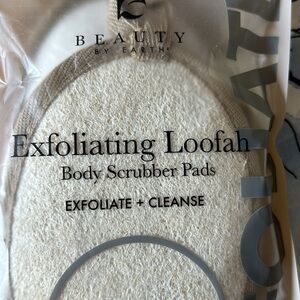 BEAUTY
BY EARTH
Exfoliating Loofah
Body Scrubber Pads
EXFOLIATE + CLEANSE